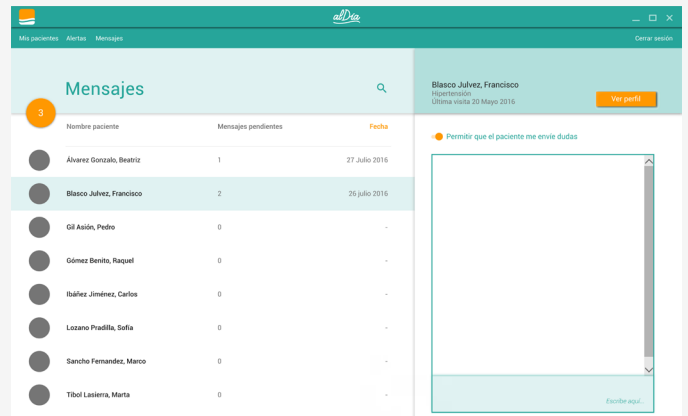 alDía
Mis pacientes Alertas Mensajes Cerrar sesión
Mensajes
3
Nombre paciente Mensajes pendientes Fecha
Álvarez Gonzalo, Beatriz 1 27 Julio 2016
Blasco Julvez, Francisco 2 26 julio 2016
Gil Asión, Pedro 0 -
Gómez Benito, Raquel 0 -
Ibáñez Jiménez, Carlos 0 -
Lozano Pradilla, Sofía 0 -
Sancho Fernandez, Marco 0 -
Tibol Lasierra, Marta 0 -
Blasco Julvez, Francisco
Hipertensión
Última visita 20 Mayo 2016
Ver perfil
Permitir que el paciente me envíe dudas
Escribe aquí...